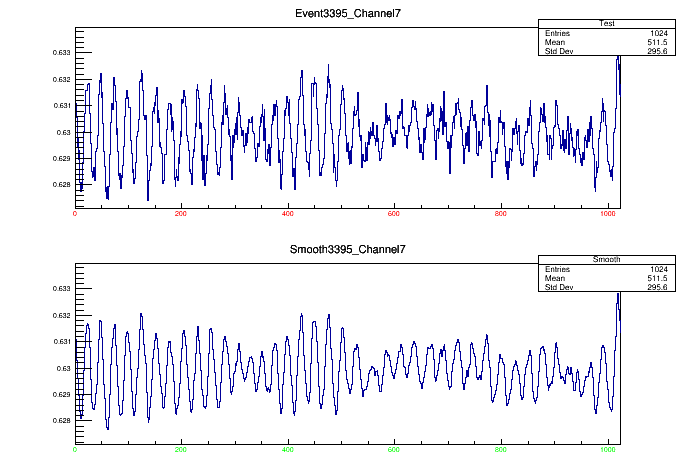 Event3395_Channel7
Test
Entries 1024
Mean 511.5
Std Dev 295.6
0.633
0.632
0.631
0.63
0.629
0.628
0 200 400 600 800 1000
Smooth3395_Channel7
Smooth
Entries 1024
Mean 511.5
Std Dev 295.6
0.633
0.632
0.631
0.63
0.629
0.628
0 200 400 600 800 1000